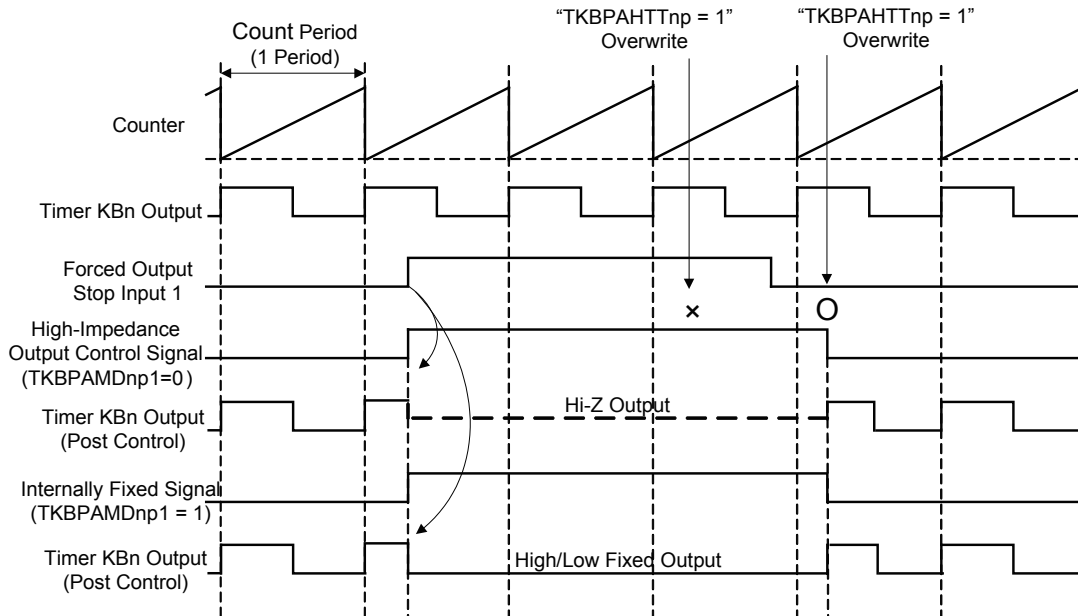 “TKBPAHTTnp = 1”
Overwrite
“TKBPAHTTnp = 1”
Overwrite
Count Period
(1 Period)
Counter
Timer KBn Output
Forced Output
Stop Input 1
×
O
High-Impedance
Output Control Signal
(TKBPAMDnp1=0)
Hi-Z Output
Timer KBn Output
(Post Control)
Internally Fixed Signal
(TKBPAMDnp1 = 1)
High/Low Fixed Output
Timer KBn Output
(Post Control)